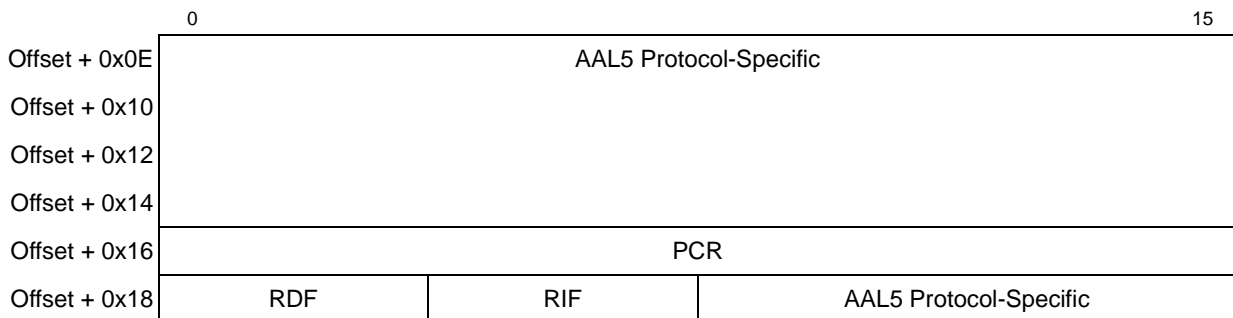 0 15
Offset + 0x0E AAL5 Protocol-Specific
Offset + 0x10
Offset + 0x12
Offset + 0x14
Offset + 0x16 PCR
Offset + 0x18 RDF RIF AAL5 Protocol-Specific